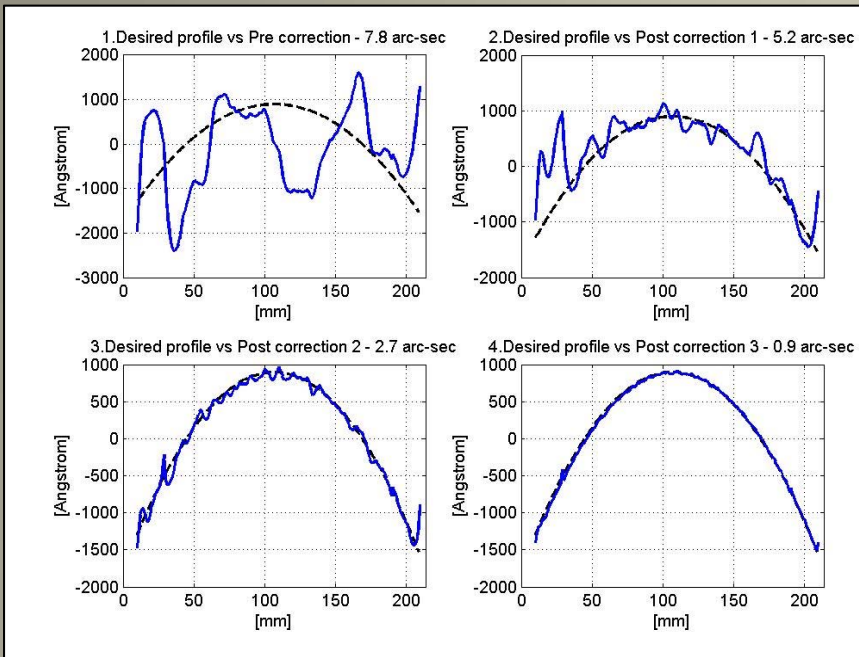 1.Desired profile vs Pre correction - 7.8 arc-sec
2000
1000
0
-1000
-2000
-3000
[Angstrom]
0 50 100 150 200
[mm]
2.Desired profile vs Post correction 1 - 5.2 arc-sec
2000
1000
0
-1000
-2000
[Angstrom]
0 50 100 150 200
[mm]
3.Desired profile vs Post correction 2 - 2.7 arc-sec
1000
500
0
-500
-1000
-1500
-2000
[Angstrom]
0 50 100 150 200
[mm]
4.Desired profile vs Post correction 3 - 0.9 arc-sec
1000
500
0
-500
-1000
-1500
-2000
[Angstrom]
0 50 100 150 200
[mm]